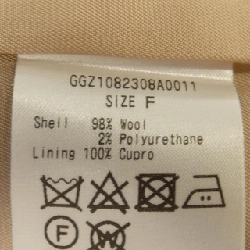 GGZ1082308A0011
SIZE F
Shell 98% Wool
2% Polyurethane
Lining 100% Cupro
F
W